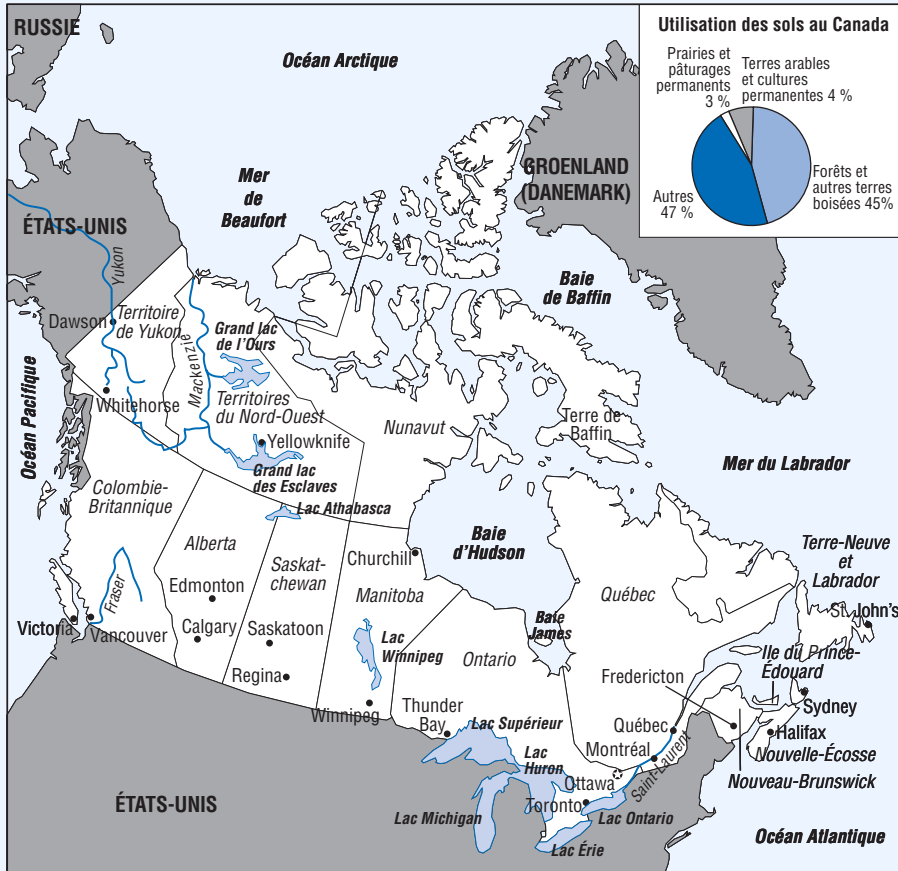 RUSSIE
Océan Arctique
Utilisation des sols au Canada
Prairies et
pâturages
permanents
3 %
Terres arables
et cultures
permanentes 4 %
Autres
47 %
Forêts et
autres terres
boisées 45%
Mer
de
Beaufort
GROENLAND
(DANEMARK)
ÉTATS-UNIS
Yukon
Baie
de Baffin
Dawson
Territoire
de Yukon
Mackenzie
Grand lac
de l'Ours
Océan Pacifique
Whitehorse
Territoires
du Nord-Ouest
Yellowknife
Nunavut
Terre de
Baffin
Grand lac
des Esclaves
Mer du Labrador
Colombie-
Britannique
Lac Athabasca
Baie
d'Hudson
Alberta
Saskat-
chewan
Churchill
Terre-Neuve
et
Labrador
Fraser
Edmonton
Manitoba
Québec
Victoria
Vancouver
Calgary
Saskatoon
Lac
Winnipeg
Baie
James
St. John's
Ontario
Ile du Prince-
Édouard
Regina
Fredericton
Winnipeg
Thunder
Bay
Sydney
Lac Supérieur
Québec
Halifax
Lac
Huron
Montréal
Saint-Laurent
Nouvelle-Écosse
Ottawa
Nouveau-Brunswick
ÉTATS-UNIS
Toronto
Lac Michigan
Lac Ontario
Lac Érie
Océan Atlantique